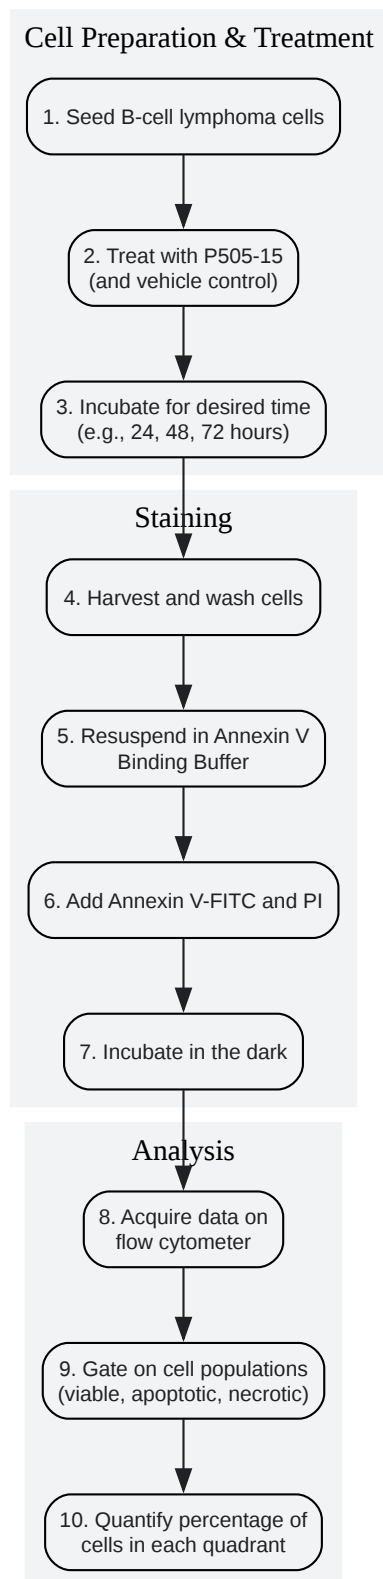 Cell Preparation & Treatment
1. Seed B-cell lymphoma cells
2. Treat with P505-15
(and vehicle control)
3. Incubate for desired time
(e.g., 24, 48, 72 hours)
Staining
4. Harvest and wash cells
5. Resuspend in Annexin V
Binding Buffer
6. Add Annexin V-FITC and PI
7. Incubate in the dark
Analysis
8. Acquire data on
flow cytometer
9. Gate on cell populations
(viable, apoptotic, necrotic)
10. Quantify percentage of
cells in each quadrant